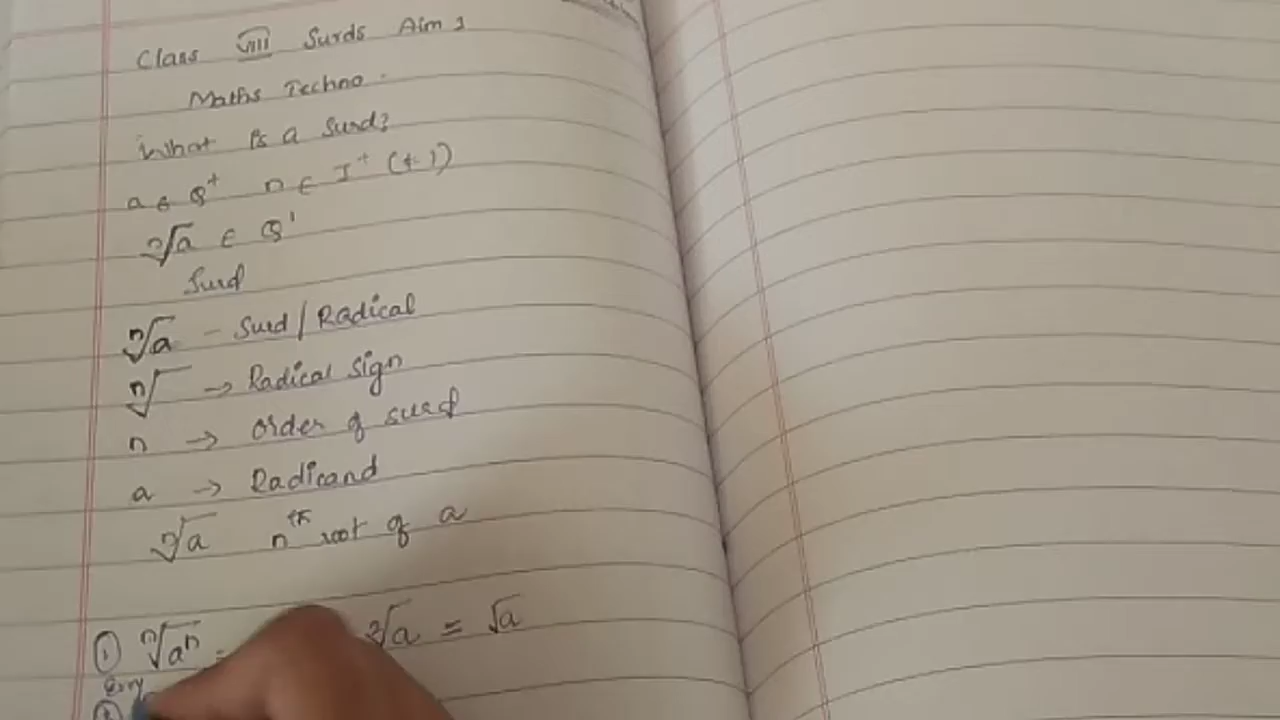 Class VIII Surds Aim 1
Maths Techno.
What is a Surd?
a ∈ Q⁺ n ∈ I⁺ (≠1)
ⁿ√a ∈ Q'
Surd
ⁿ√a - Surd / Radical
ⁿ√ → Radical sign
n → order of surd
a → Radicand
ⁿ√a nᵗʰ root of a
① ⁿ√aⁿ = ²√a = √a
②